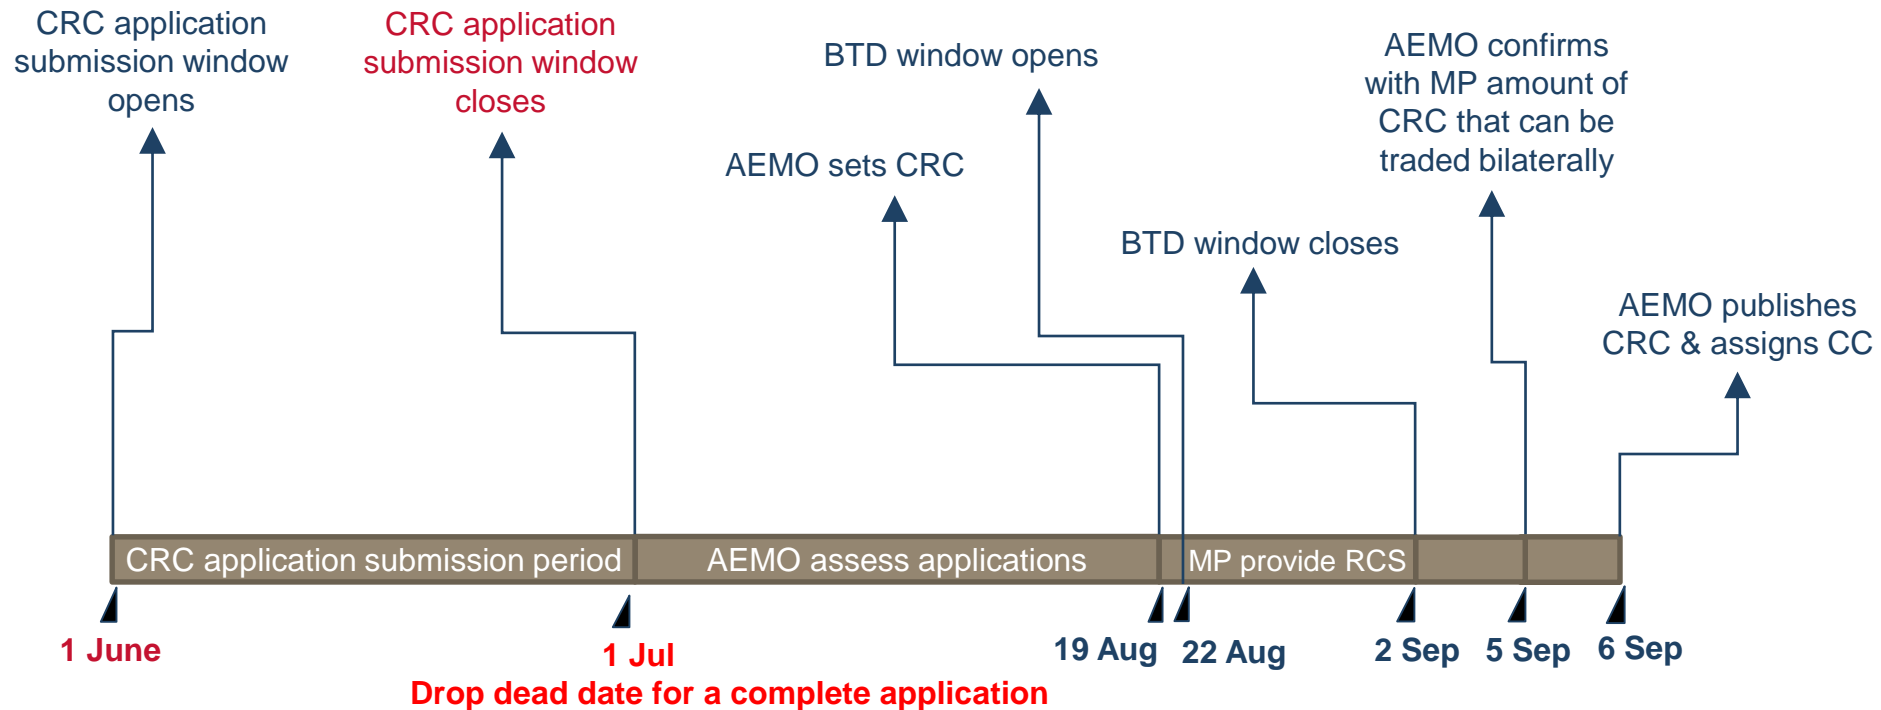 CRC application
submission window
opens
CRC application
submission window
closes
BTD window opens
AEMO confirms
with MP amount of
CRC that can be
traded bilaterally
AEMO sets CRC
BTD window closes
AEMO publishes
CRC & assigns CC
CRC application submission period
AEMO assess applications
MP provide RCS
1 June
1 Jul
19 Aug
22 Aug
2 Sep
5 Sep
6 Sep
Drop dead date for a complete application